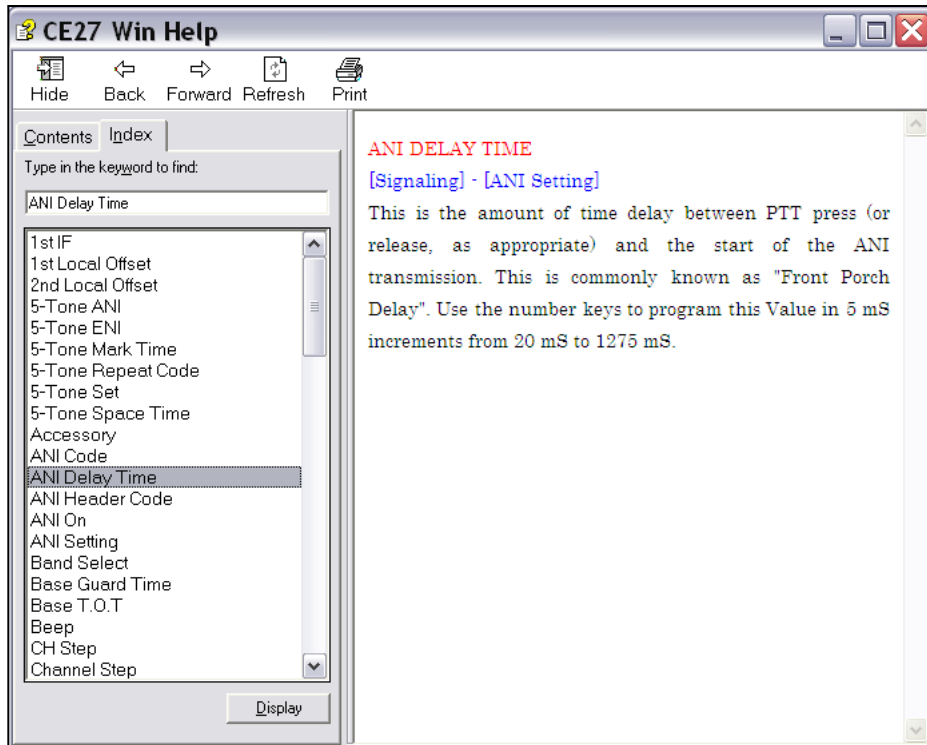 CE27 Win Help
Hide Back Forward Refresh Print
Contents Index
Type in the keyword to find:
ANI Delay Time
1st IF
1st Local Offset
2nd Local Offset
5-Tone ANI
5-Tone ENI
5-Tone Mark Time
5-Tone Repeat Code
5-Tone Set
5-Tone Space Time
Accessory
ANI Code
ANI Delay Time
ANI Header Code
ANI On
ANI Setting
Band Select
Base Guard Time
Base T.O.T
Beep
CH Step
Channel Step
Display
ANI DELAY TIME
[Signaling] - [ANI Setting]
This is the amount of time delay between PTT press (or
release, as appropriate) and the start of the ANI
transmission. This is commonly known as "Front Porch
Delay". Use the number keys to program this Value in 5 mS
increments from 20 mS to 1275 mS.